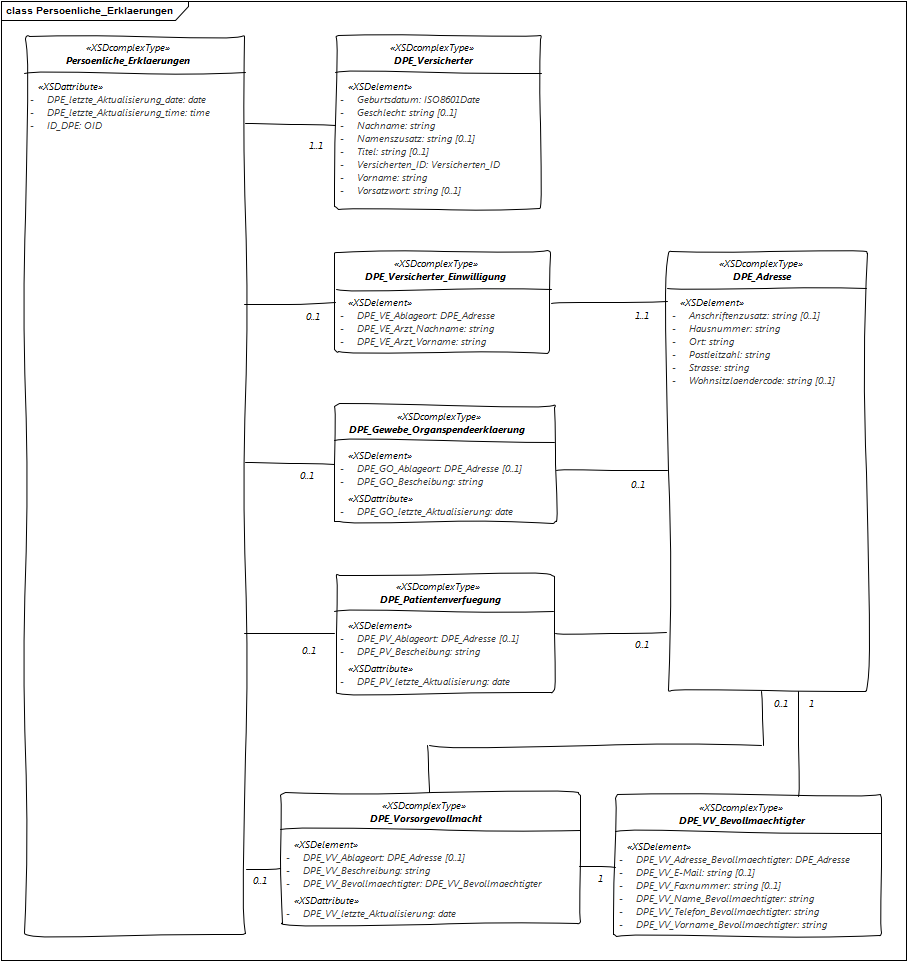 class Persoenliche_Erklaerungen
«XSDcomplexType»
Persoenliche_Erklaerungen
«XSDattribute»
- DPE_letzte_Aktualisierung_date: date
- DPE_letzte_Aktualisierung_time: time
- ID_DPE: OID
«XSDcomplexType»
DPE_Versicherter
«XSDelement»
- Geburtsdatum: ISO8601Date
- Geschlecht: string [0..1]
- Nachname: string
- Namenszusatz: string [0..1]
- Titel: string [0..1]
- Versicherten_ID: Versicherten_ID
- Vorname: string
- Vorsatzwort: string [0..1]
1..1
«XSDcomplexType»
DPE_Versicherter_Einwilligung
«XSDelement»
- DPE_VE_Ablageort: DPE_Adresse
- DPE_VE_Arzt_Nachname: string
- DPE_VE_Arzt_Vorname: string
0..1
1..1
«XSDcomplexType»
DPE_Adresse
«XSDelement»
- Anschriftenzusatz: string [0..1]
- Hausnummer: string
- Ort: string
- Postleitzahl: string
- Strasse: string
- Wohnsitzlaendercode: string [0..1]
«XSDcomplexType»
DPE_Gewebe_Organspendeerklaerung
«XSDelement»
- DPE_GO_Ablageort: DPE_Adresse [0..1]
- DPE_GO_Bescheibung: string
«XSDattribute»
- DPE_GO_letzte_Aktualisierung: date
0..1
0..1
«XSDcomplexType»
DPE_Patientenverfuegung
«XSDelement»
- DPE_PV_Ablageort: DPE_Adresse [0..1]
- DPE_PV_Bescheibung: string
«XSDattribute»
- DPE_PV_letzte_Aktualisierung: date
0..1
0..1
0..1
1
«XSDcomplexType»
DPE_Vorsorgevollmacht
«XSDelement»
- DPE_VV_Ablageort: DPE_Adresse [0..1]
- DPE_VV_Beschreibung: string
- DPE_VV_Bevollmaechtigter: DPE_VV_Bevollmaechtigter
«XSDattribute»
- DPE_VV_letzte_Aktualisierung: date
0..1
1
«XSDcomplexType»
DPE_VV_Bevollmaechtigter
«XSDelement»
- DPE_VV_Adresse_Bevollmaechtigter: DPE_Adresse
- DPE_VV_E-Mail: string [0..1]
- DPE_VV_Faxnummer: string [0..1]
- DPE_VV_Name_Bevollmaechtigter: string
- DPE_VV_Telefon_Bevollmaechtigter: string
- DPE_VV_Vorname_Bevollmaechtigter: string